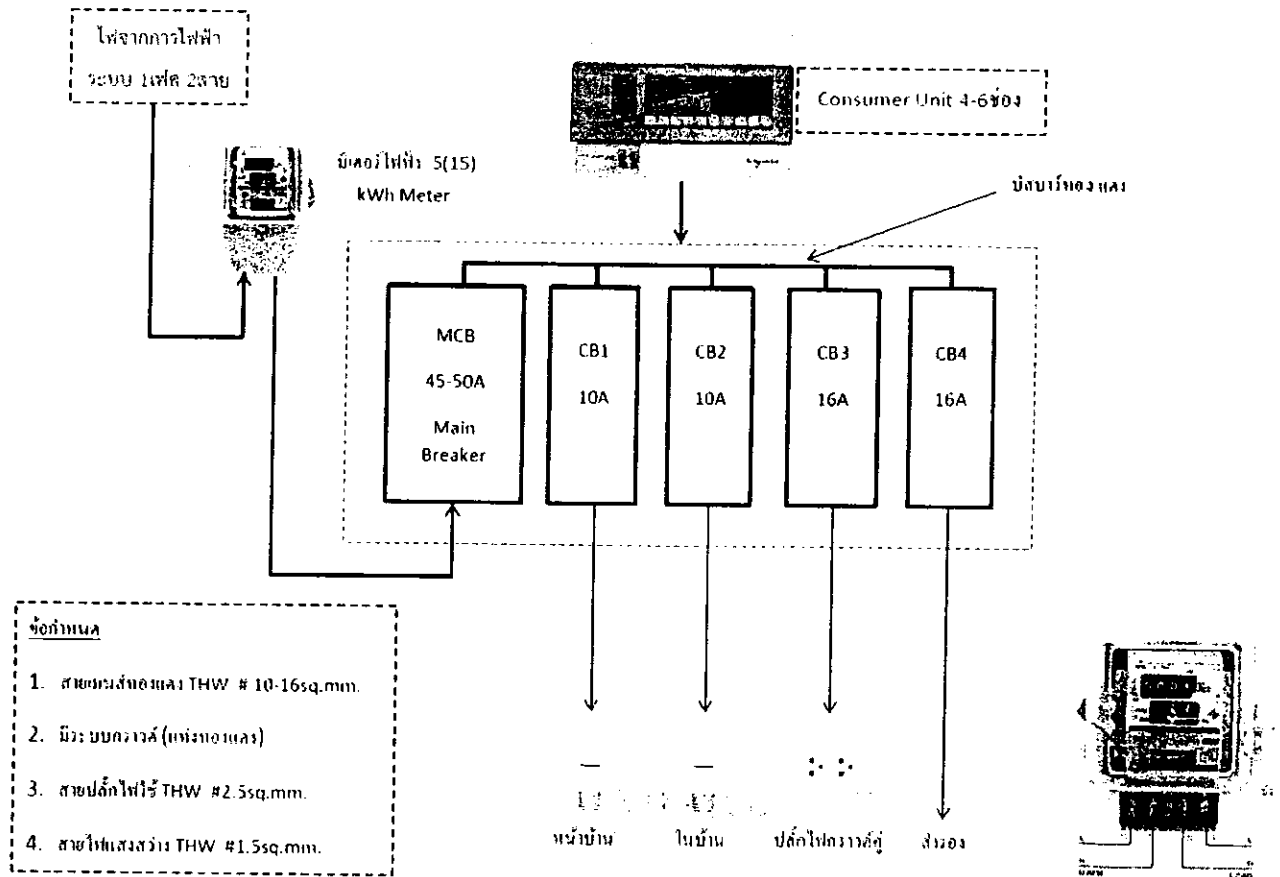 ไฟจากการไฟฟ้า
ระบบ 1เฟต 2สาย
Consumer Unit 4-6ช่อง
มิเตอร์ไฟฟ้า 5(15)
kWh Meter
บัสบาร์ทองแดง
MCB
45-50A
Main
Breaker
CB1
10A
CB2
10A
CB3
16A
CB4
16A
ข้อกำหนด
1. สายเมนส์ทองแดง THW # 10-16sq.mm.
2. มีระบบกราวด์ (แท่งทองแดง)
3. สายปลั๊กไฟใช้ THW #2.5sq.mm.
4. สายไฟแสงสว่าง THW #1.5sq.mm.
หน้าบ้าน
ในบ้าน
ปลั๊กไฟกราวด์คู่
สำรอง